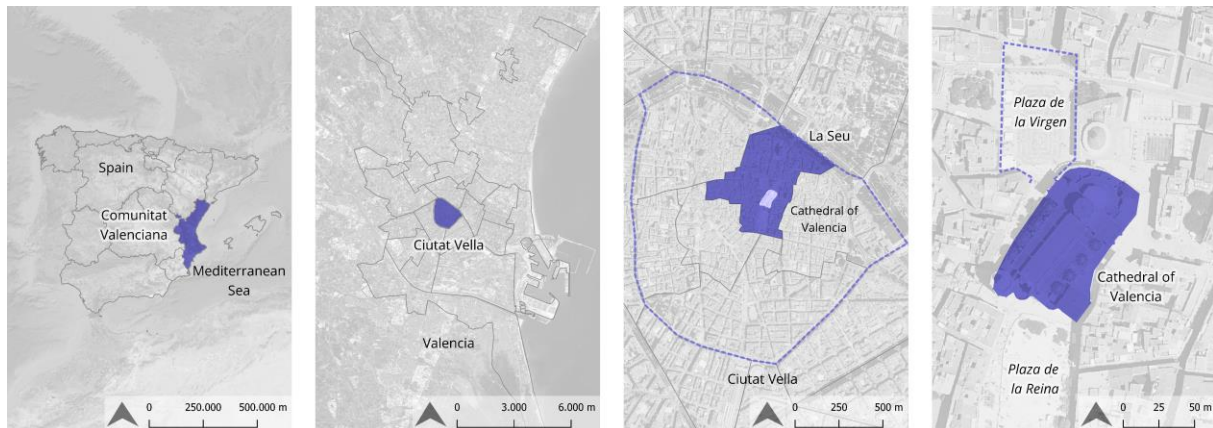 Spain
Comunitat
Valenciana
Mediterranean
Sea
0 250.000 500.000 m
Ciutat Vella
Valencia
0 3.000 6.000 m
La Seu
Cathedral of
Valencia
Ciutat Vella
0 250 500 m
Plaza de
la Virgen
Cathedral of
Valencia
Plaza de
la Reina
0 25 50 m